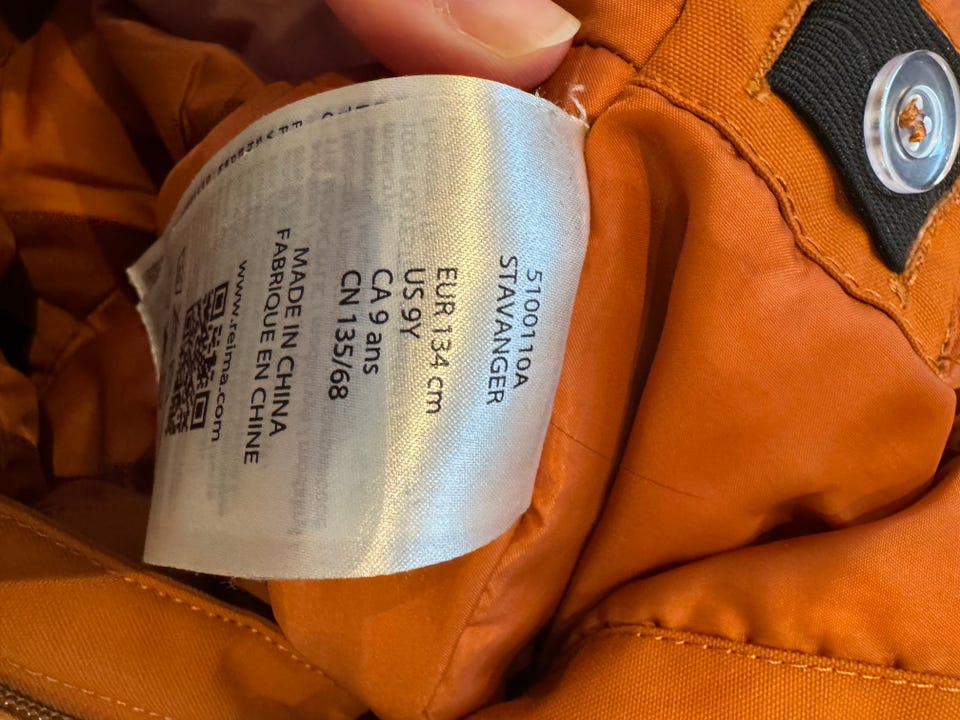 5100110A
STAVANGER
EUR 134 cm
US 9Y
CA 9 ans
CN 135/68
MADE IN CHINA
FABRIQUE EN CHINE
www.reima.com